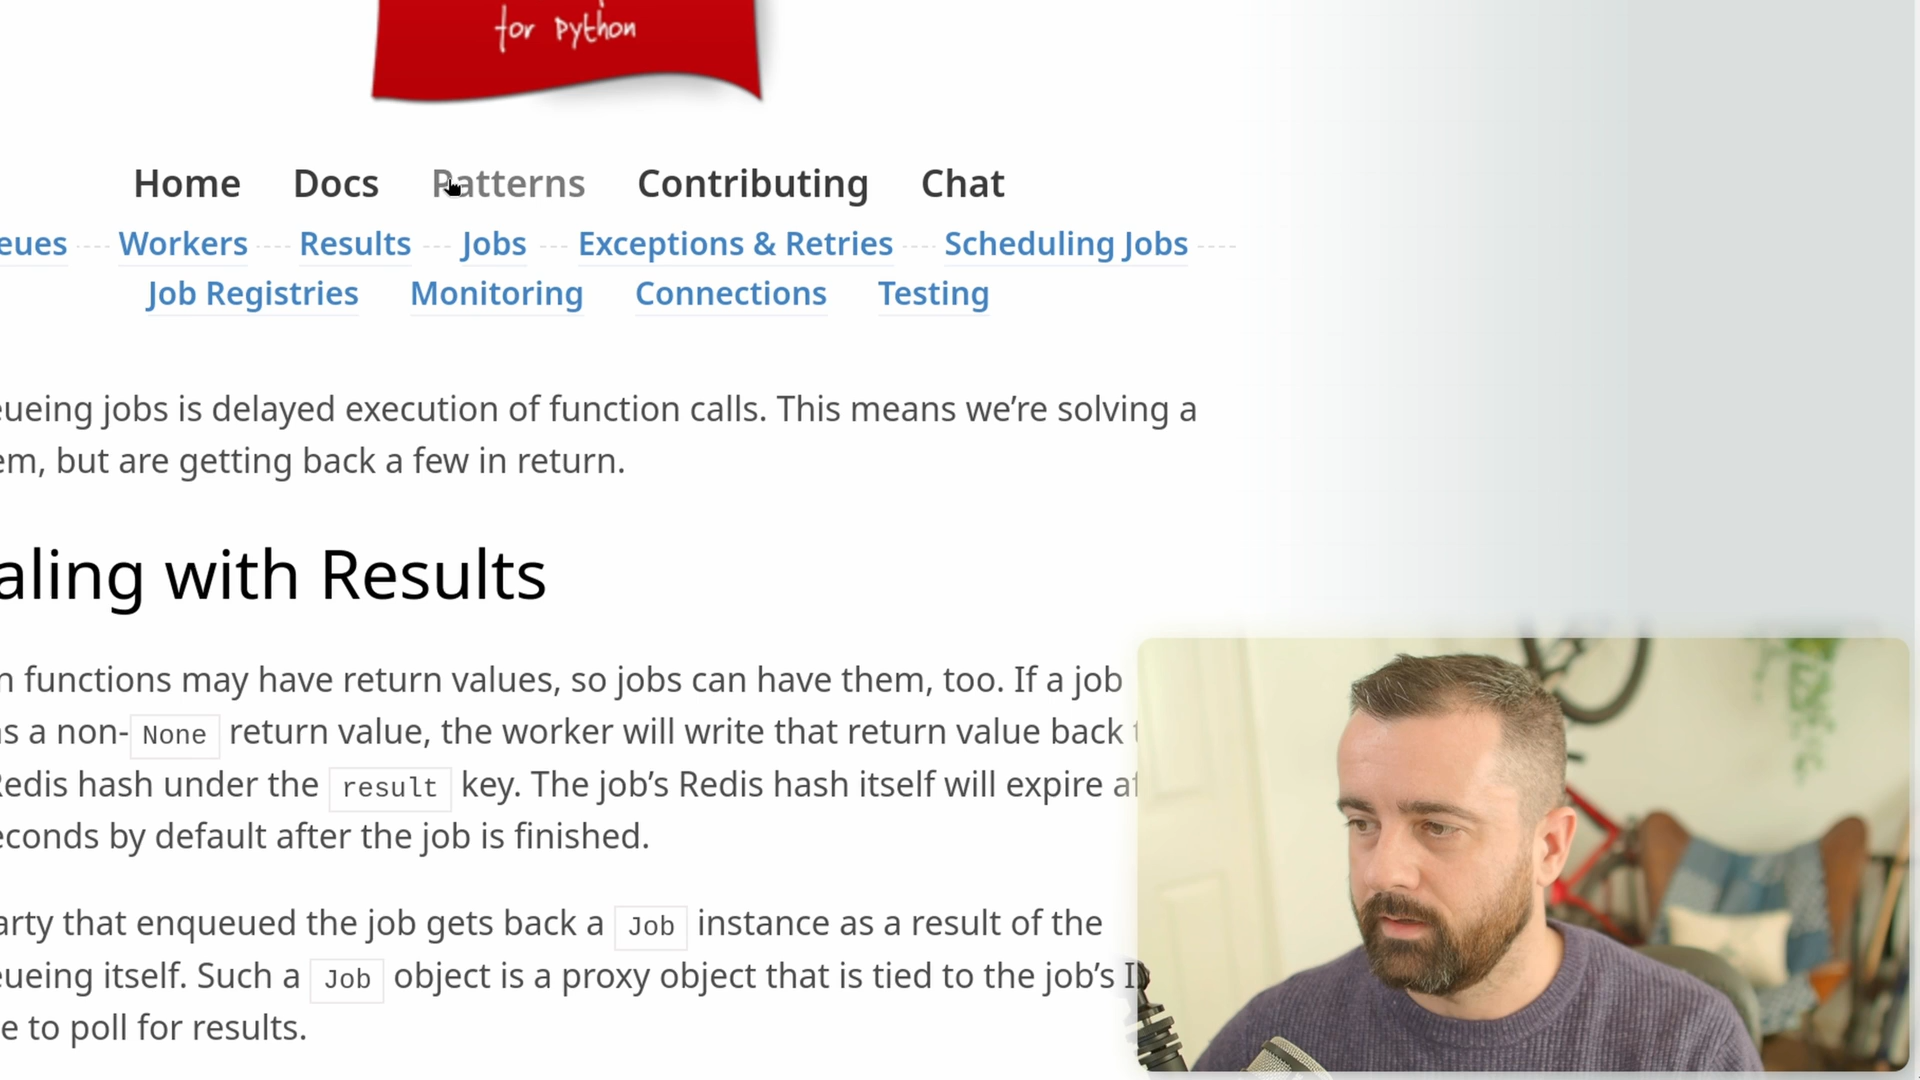 for python
Home Docs Patterns Contributing Chat
eues Workers Results Jobs Exceptions & Retries Scheduling Jobs
Job Registries Monitoring Connections Testing
ueing jobs is delayed execution of function calls. This means we’re solving a
em, but are getting back a few in return.
aling with Results
n functions may have return values, so jobs can have them, too. If a job
s a non- None return value, the worker will write that return value back
Redis hash under the result key. The job’s Redis hash itself will expire
econds by default after the job is finished.
arty that enqueued the job gets back a Job instance as a result of the
ueing itself. Such a Job object is a proxy object that is tied to the job’s
e to poll for results.